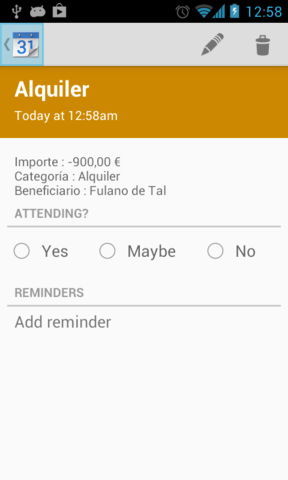 12:58
31
Alquiler
Today at 12:58am
Importe : -900,00 €
Categoría : Alquiler
Beneficiario : Fulano de Tal
ATTENDING?
Yes Maybe No
REMINDERS
Add reminder